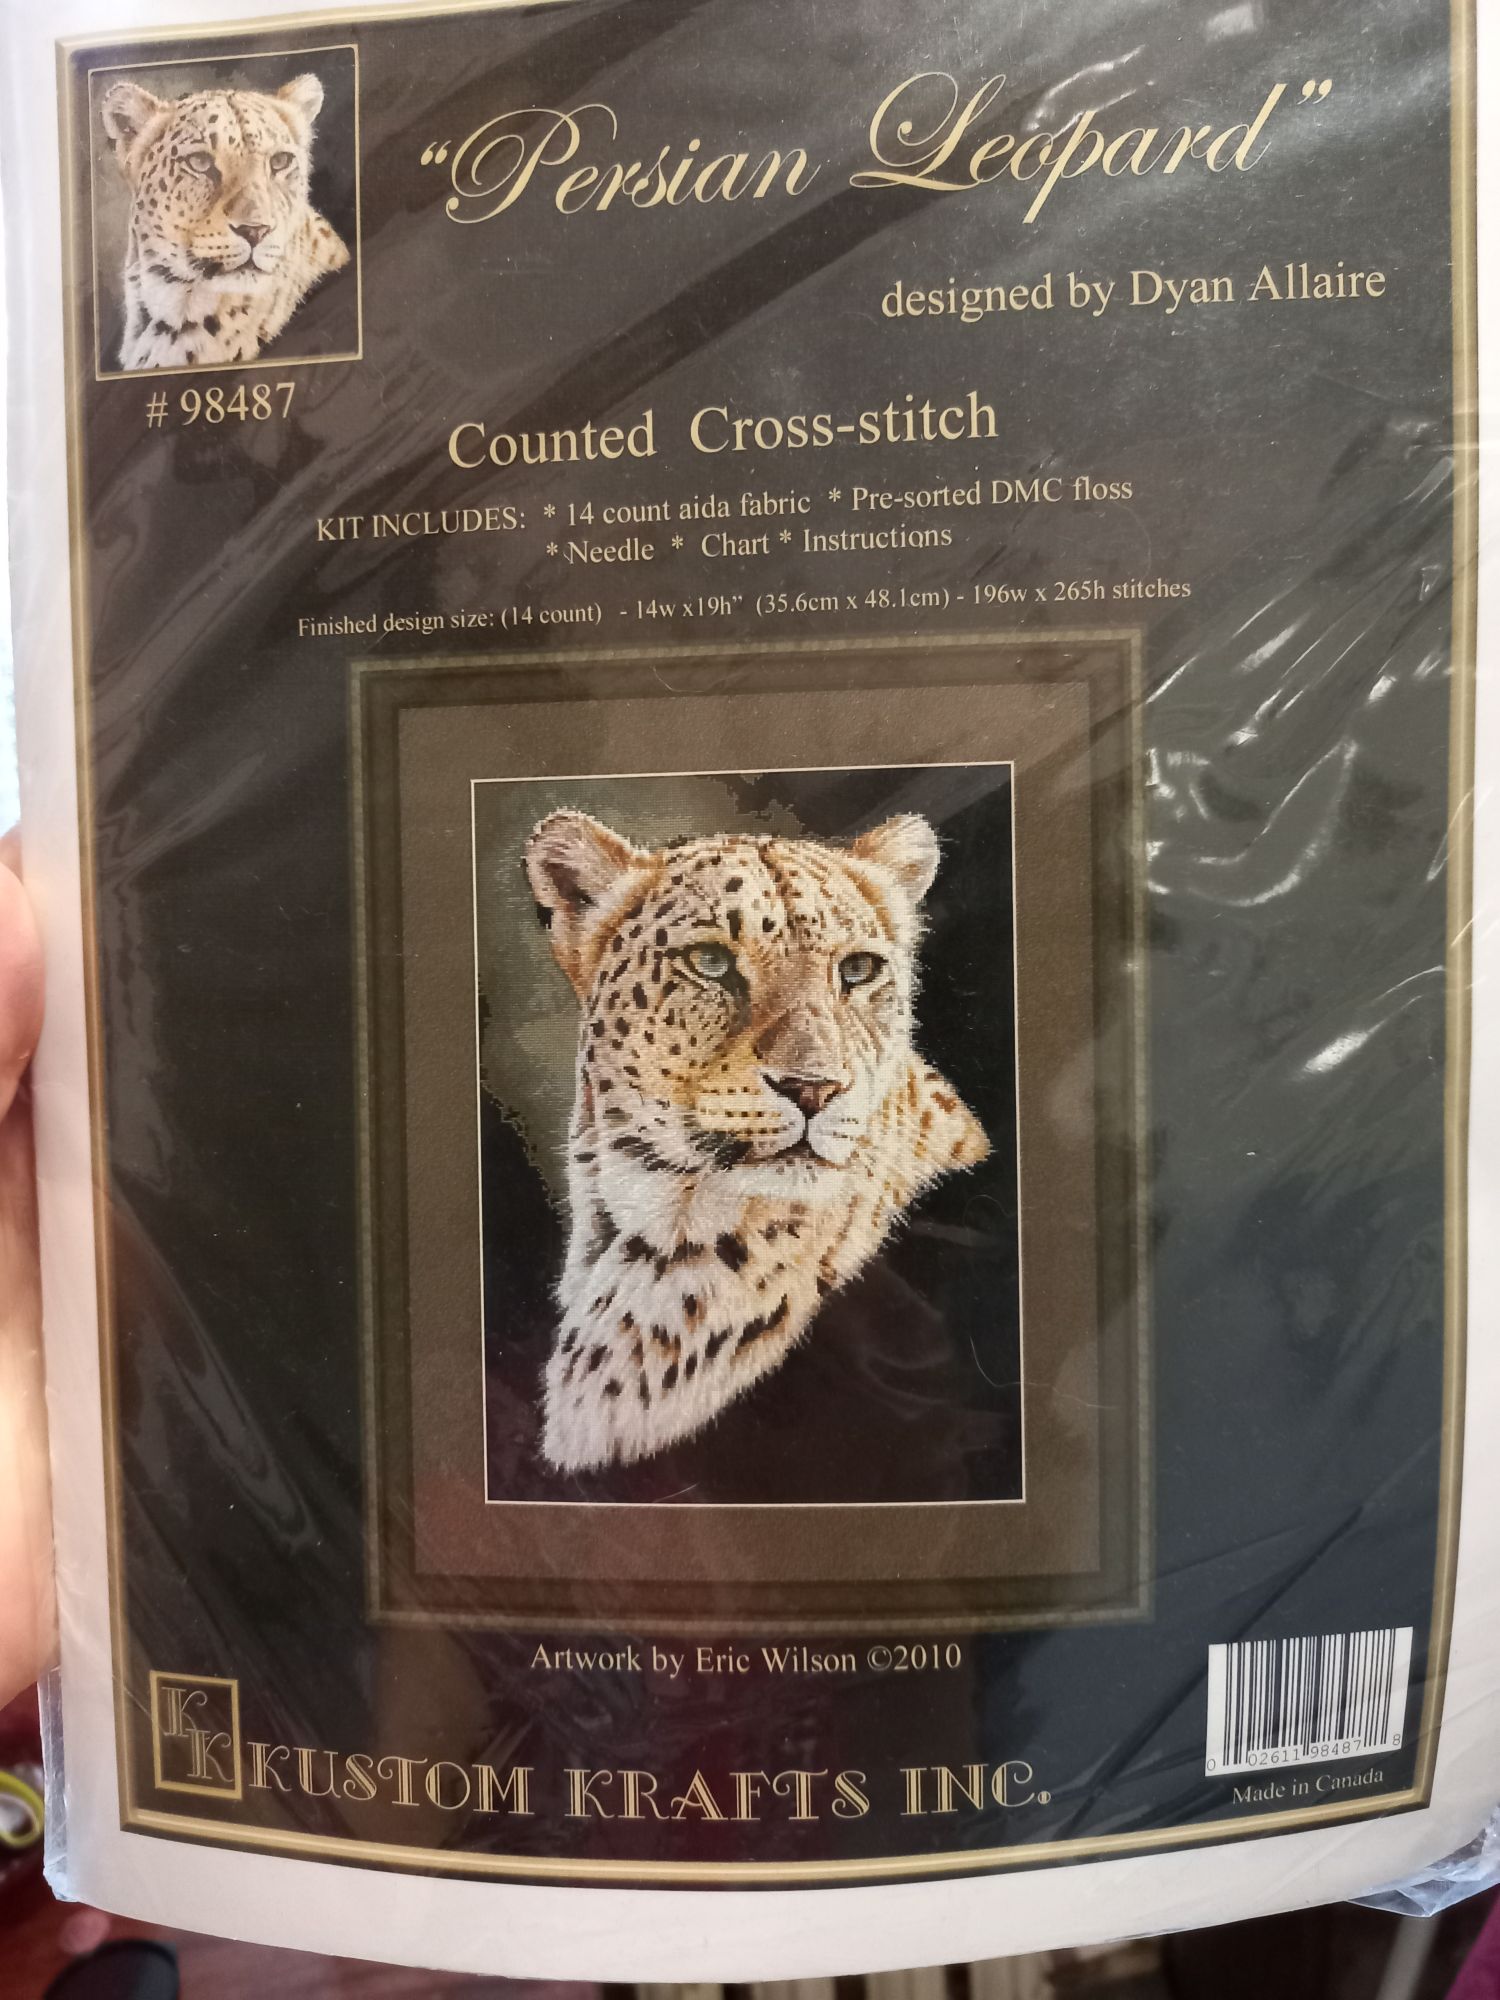 "Persian Leopard"
designed by Dyan Allaire
# 98487
Counted Cross-stitch
KIT INCLUDES: * 14 count aida fabric * Pre-sorted DMC floss
* Needle * Chart * Instructions
Finished design size: (14 count) - 14w x19h" (35.6cm x 48.1cm) - 196w x 265h stitches
Artwork by Eric Wilson ©2010
KK KUSTOM KRAFTS INC.
0 02611 98487 8
Made in Canada